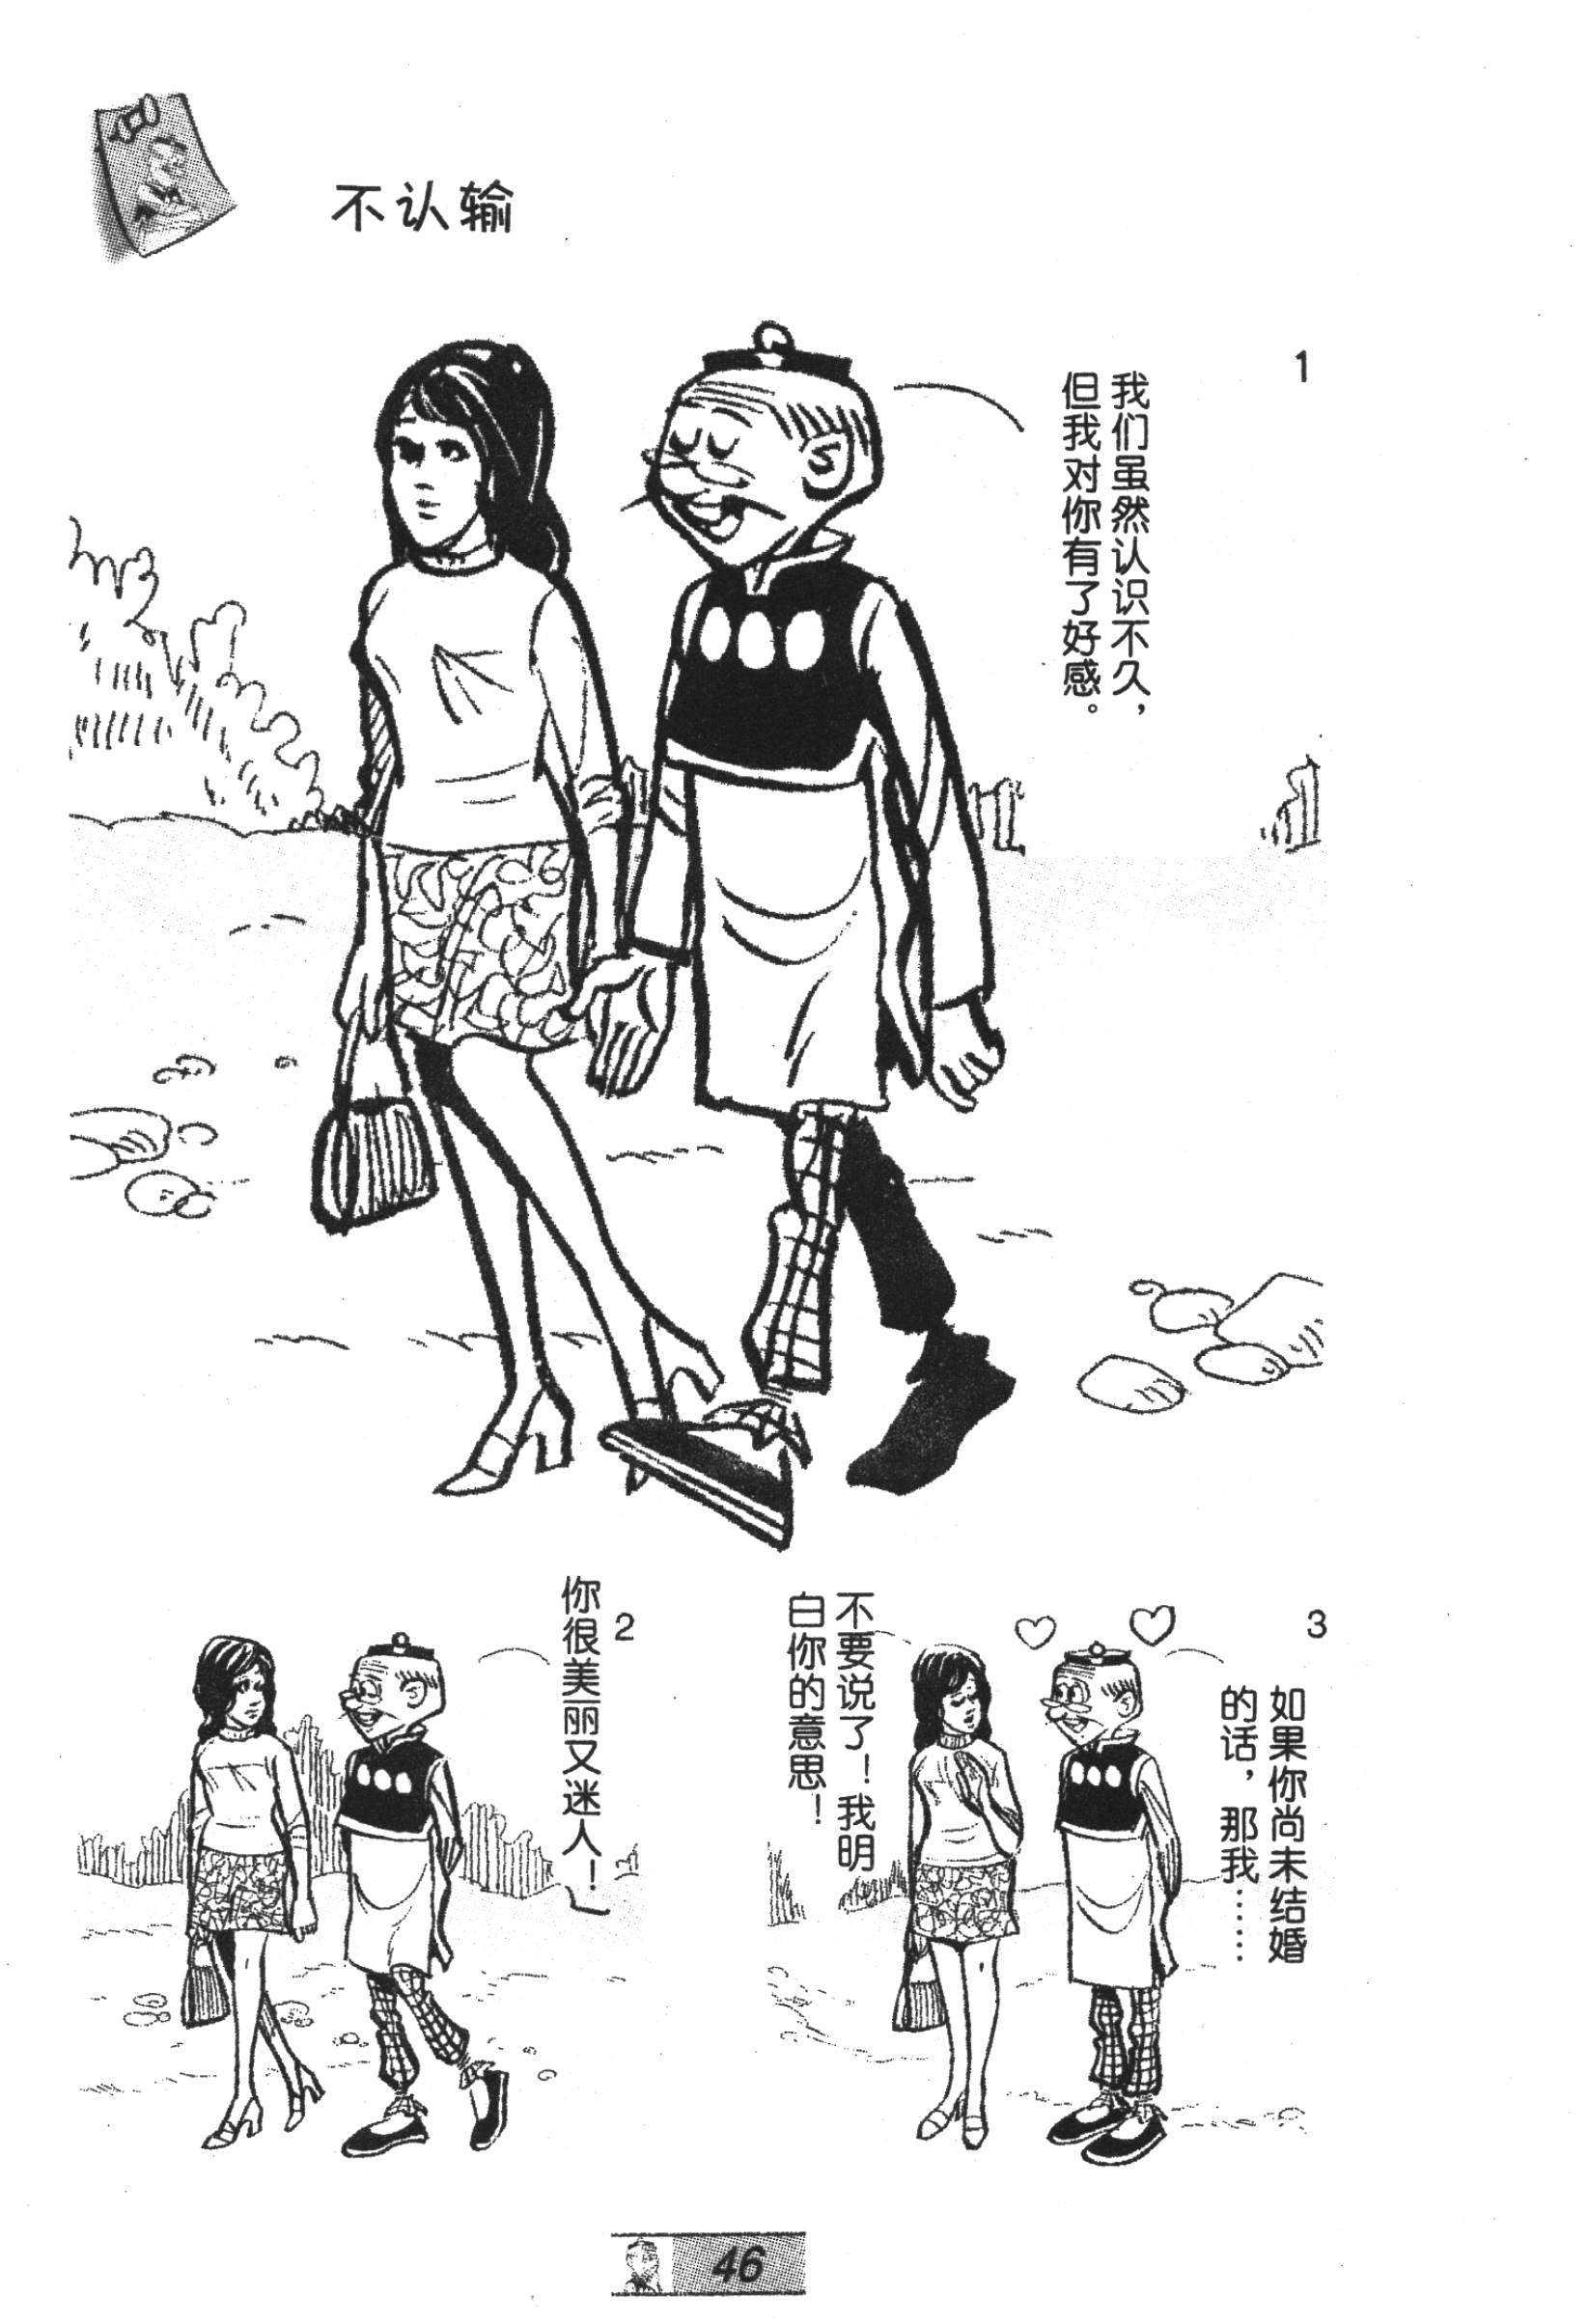 不认输
1
我们虽然认识不久，
但我对你有了好感。
2
你很美丽又迷人！
3
如果你尚未结婚
的话，那我……
不要说了！我明
白你的意思！
46